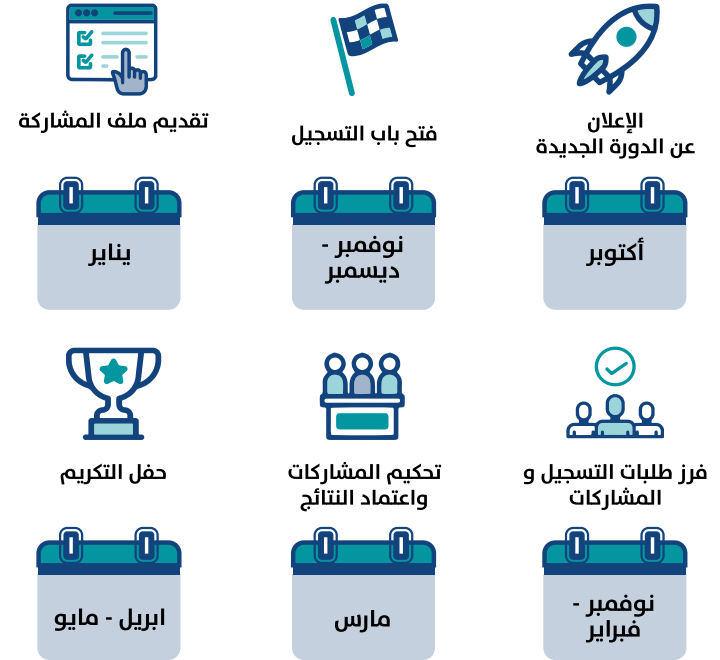 الإعلان
عن الدورة الجديدة
أكتوبر
فتح باب التسجيل
نوفمبر -
ديسمبر
تقديم ملف المشاركة
يناير
فرز طلبات التسجيل و
المشاركات
نوفمبر -
فبراير
تحكيم المشاركات
واعتماد النتائج
مارس
حفل التكريم
ابريل - مايو